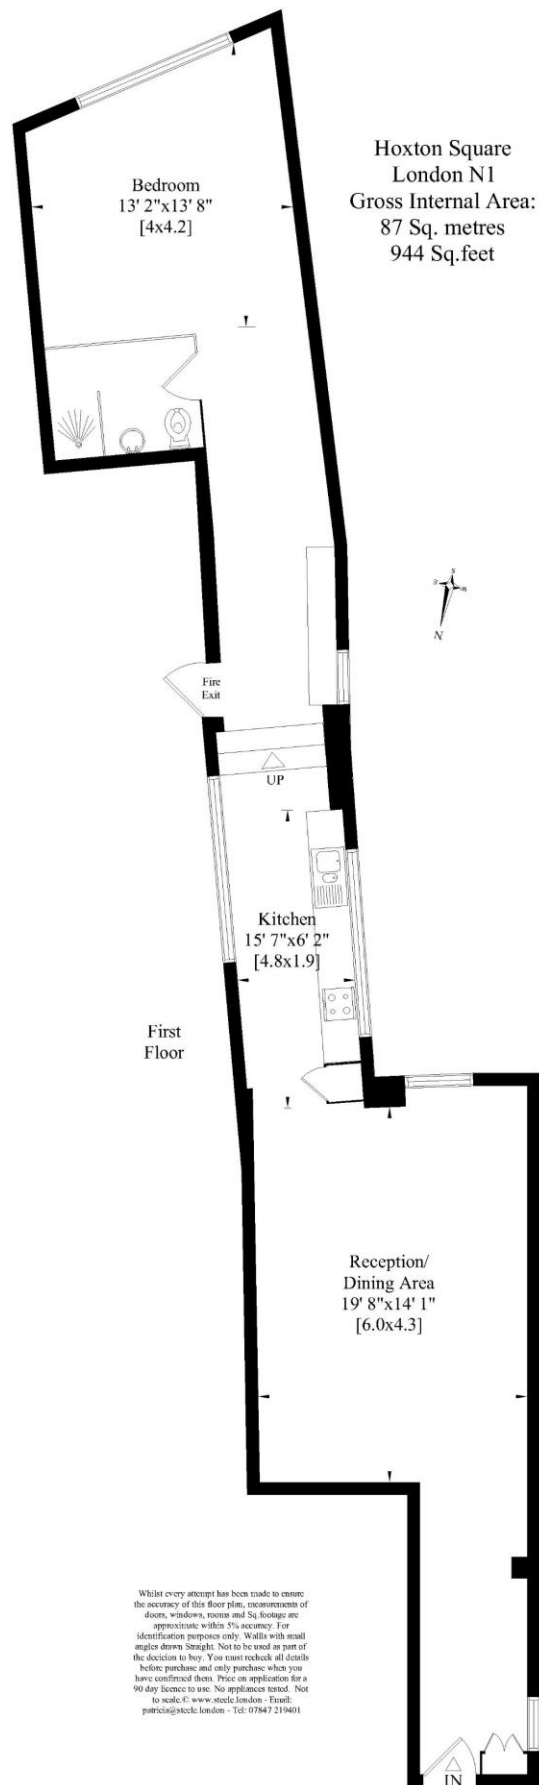 Hoxton Square
London N1
Gross Internal Area:
87 Sq. metres
944 Sq.feet
Bedroom
13' 2"x13' 8"
[4x4.2]
S
N
Fire
Exit
UP
Kitchen
15' 7"x6' 2"
[4.8x1.9]
First
Floor
Reception/
Dining Area
19' 8"x14' 1"
[6.0x4.3]
Whilst every attempt has been made to ensure
the accuracy of this floor plan, measurements of
doors, windows, rooms and Sq.footage are
approximate within 5% accuracy. For
identification purposes only. Wallls with small
angles drawn Straight. Not to be used as part of
the decicion to buy. You must recheck all details
before purchase and only purchase when you
have confirmed them. Price on application for a
90 day licence to use. No appliances tested. Not
to scale.© www.steele.london - Email:
patricia@steele.london - Tel: 07847 219401
IN